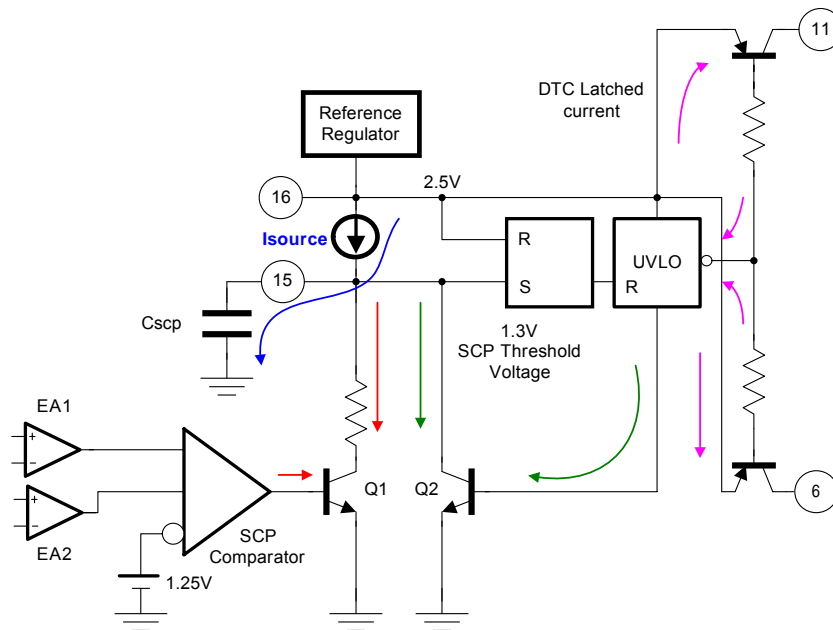 11
DTC Latched
current
Reference
Regulator
16
2.5V
Isource
R
UVLO
15
S
R
Cscp
1.3V
SCP Threshold
Voltage
EA1
+
−
Q1
Q2
6
+
−
SCP
Comparator
EA2
1.25V